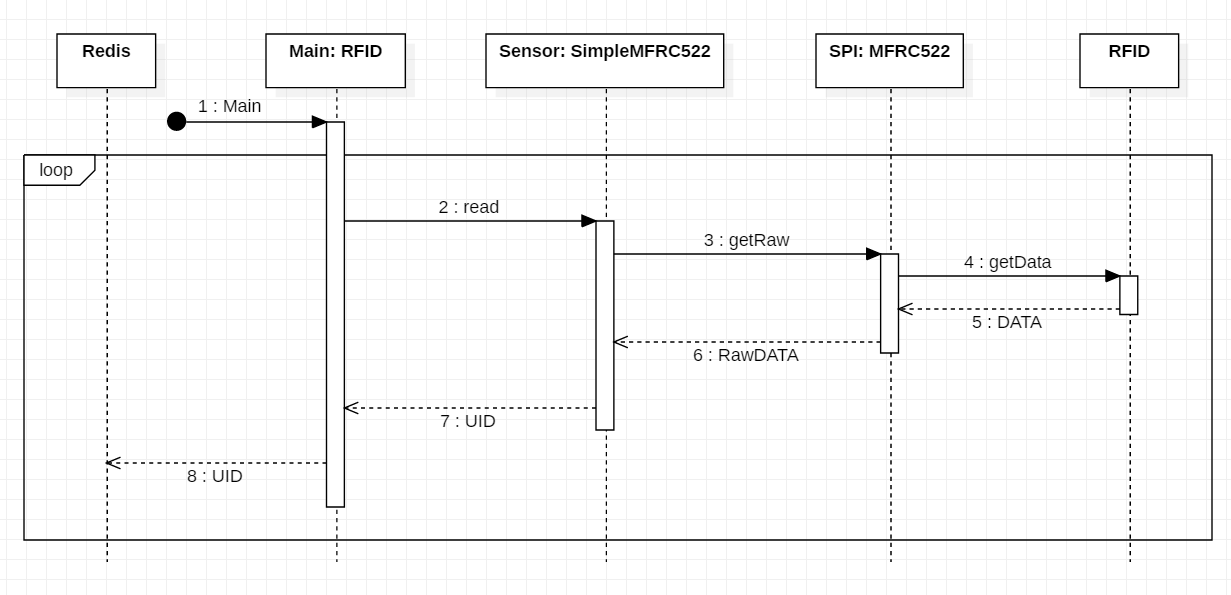 Redis
Main: RFID
Sensor: SimpleMFRC522
SPI: MFRC522
RFID
1 : Main
loop
2 : read
3 : getRaw
4 : getData
5 : DATA
6 : RawDATA
7 : UID
8 : UID